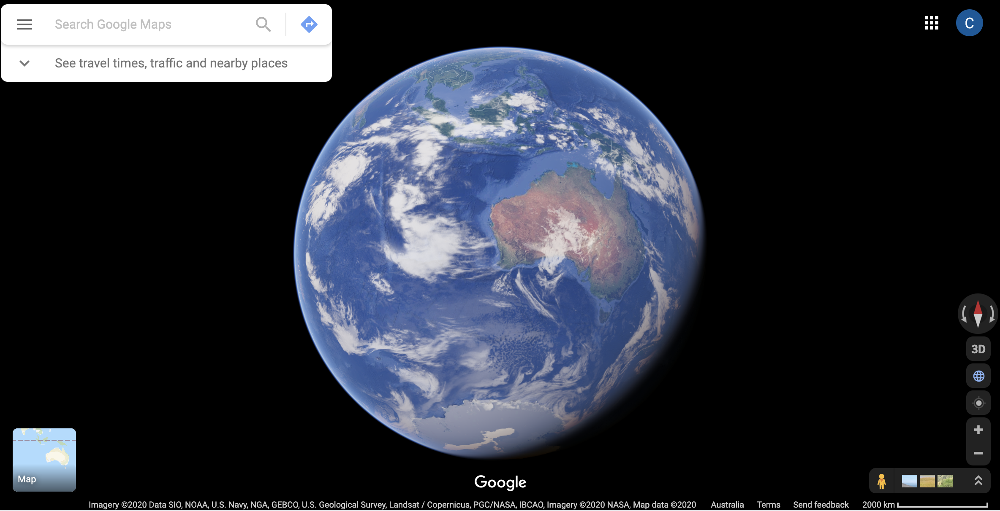 Search Google Maps
C
See travel times, traffic and nearby places
3D
Map
Google
Imagery ©2020 Data SIO, NOAA, U.S. Navy, NGA, GEBCO, U.S. Geological Survey, Landsat / Copernicus, PGC/NASA, IBCAO, Imagery ©2020 NASA, Map data ©2020 Australia Terms Send feedback 2000 km